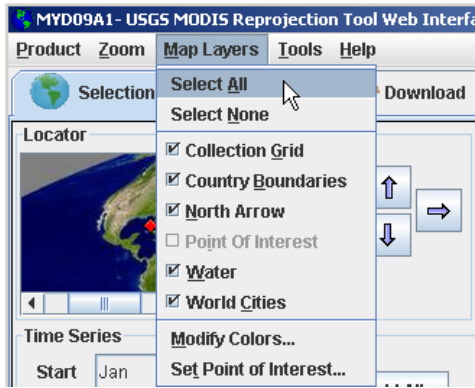 MYD09A1- USGS MODIS Reprojection Tool Web Interfa
Product Zoom Map Layers Tools Help
Selection Download
Select All
Select None
Locator
Collection Grid
Country Boundaries
North Arrow
Point Of Interest
Water
World Cities
Time Series
Modify Colors...
Start Jan
Set Point of Interest...